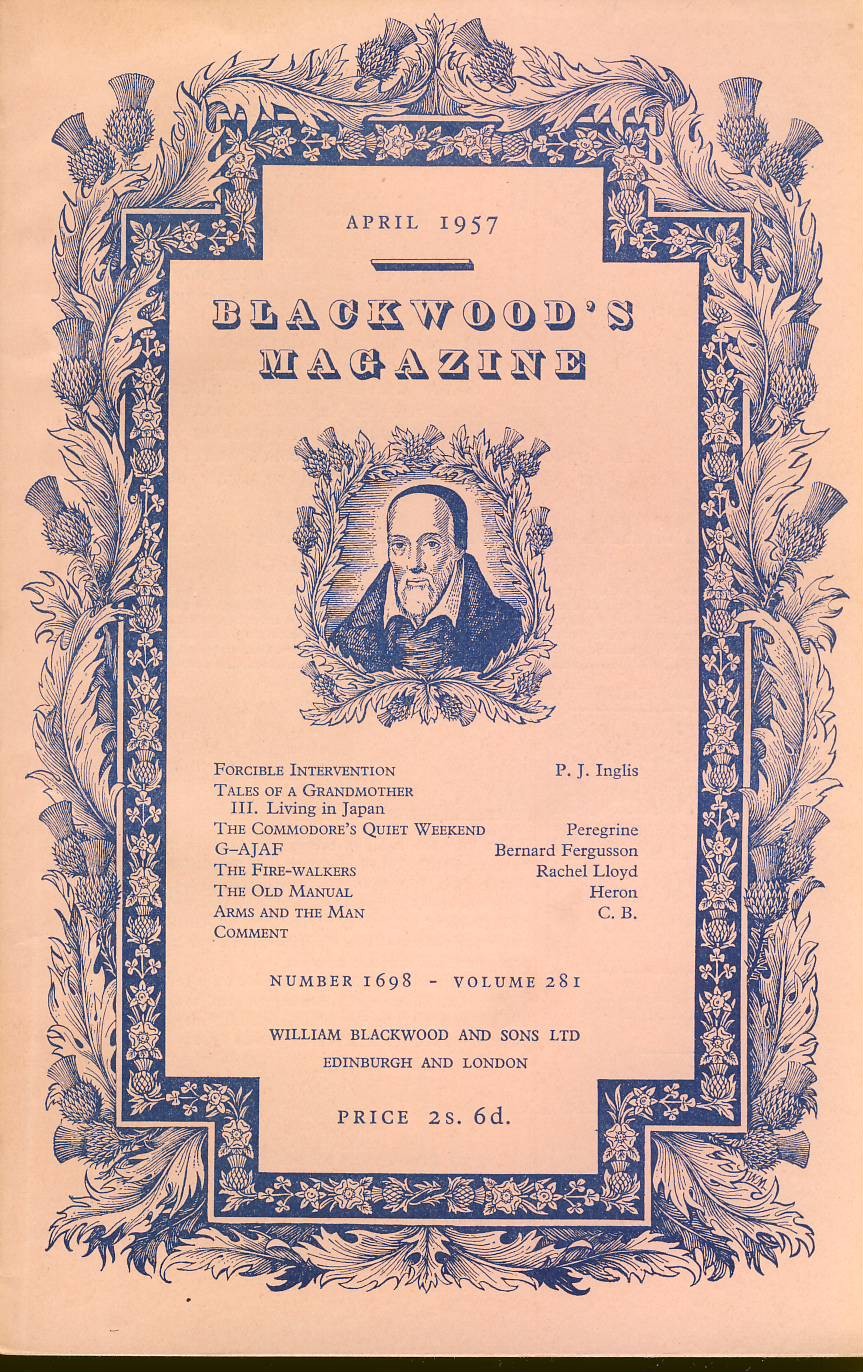 APRIL 1957
BLACKWOOD'S
MAGAZINE
FORCIBLE INTERVENTION P. J. Inglis
TALES OF A GRANDMOTHER
III. Living in Japan
THE COMMODORE'S QUIET WEEKEND Peregrine
G–AJAF Bernard Fergusson
THE FIRE-WALKERS Rachel Lloyd
THE OLD MANUAL Heron
ARMS AND THE MAN C. B.
COMMENT
NUMBER 1698 - VOLUME 281
WILLIAM BLACKWOOD AND SONS LTD
EDINBURGH AND LONDON
PRICE 2s. 6d.